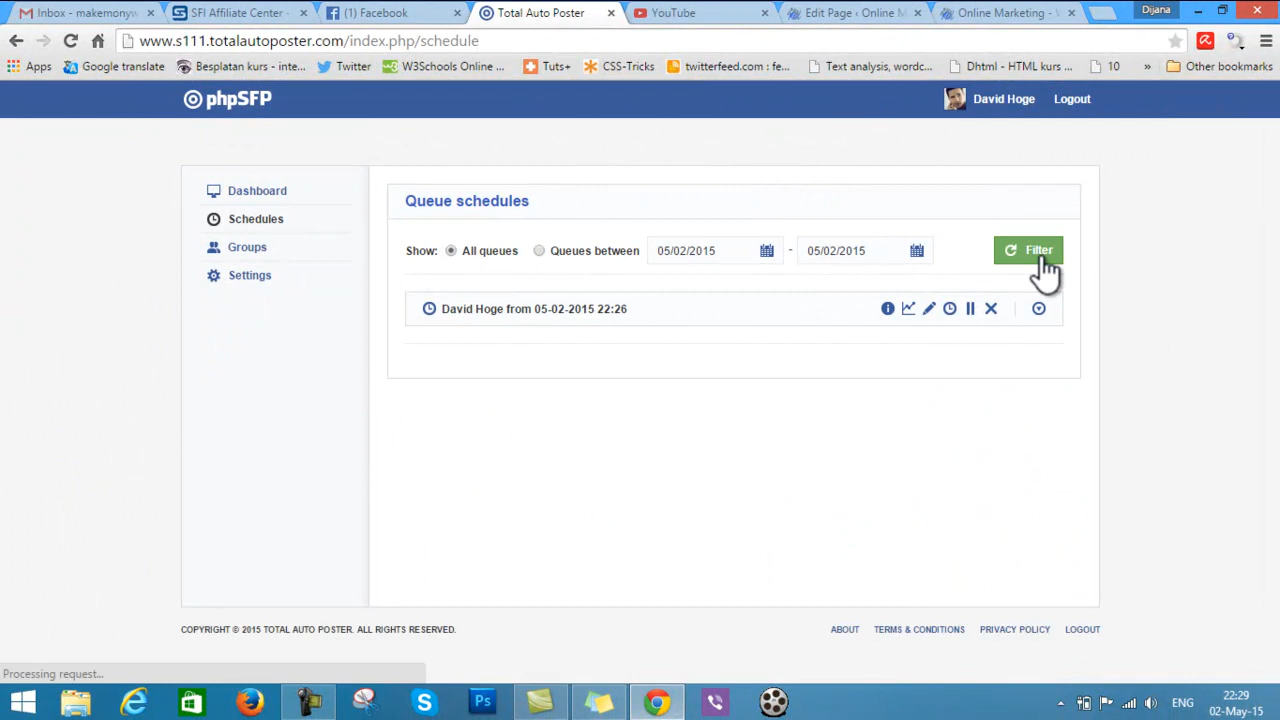 Inbox - makemonyw
SFI Affiliate Center -
(1) Facebook
Total Auto Poster
YouTube
Edit Page ‹ Online M
Online Marketing - W
Dijana
www.s111.totalautoposter.com/index.php/schedule
Apps
Google translate
Besplatan kurs - inte...
Twitter
W3Schools Online ...
Tuts+
CSS-Tricks
twitterfeed.com : fe...
Text analysis, wordc...
Dhtml - HTML kurs ...
10
»
Other bookmarks
phpSFP
David Hoge
Logout
Dashboard
Schedules
Groups
Settings
Queue schedules
Show: All queues Queues between 05/02/2015 - 05/02/2015 Filter
David Hoge from 05-02-2015 22:26
COPYRIGHT © 2015 TOTAL AUTO POSTER. ALL RIGHTS RESERVED.
ABOUT TERMS & CONDITIONS PRIVACY POLICY LOGOUT
Processing request...
Ps
ENG
22:29
02-May-15